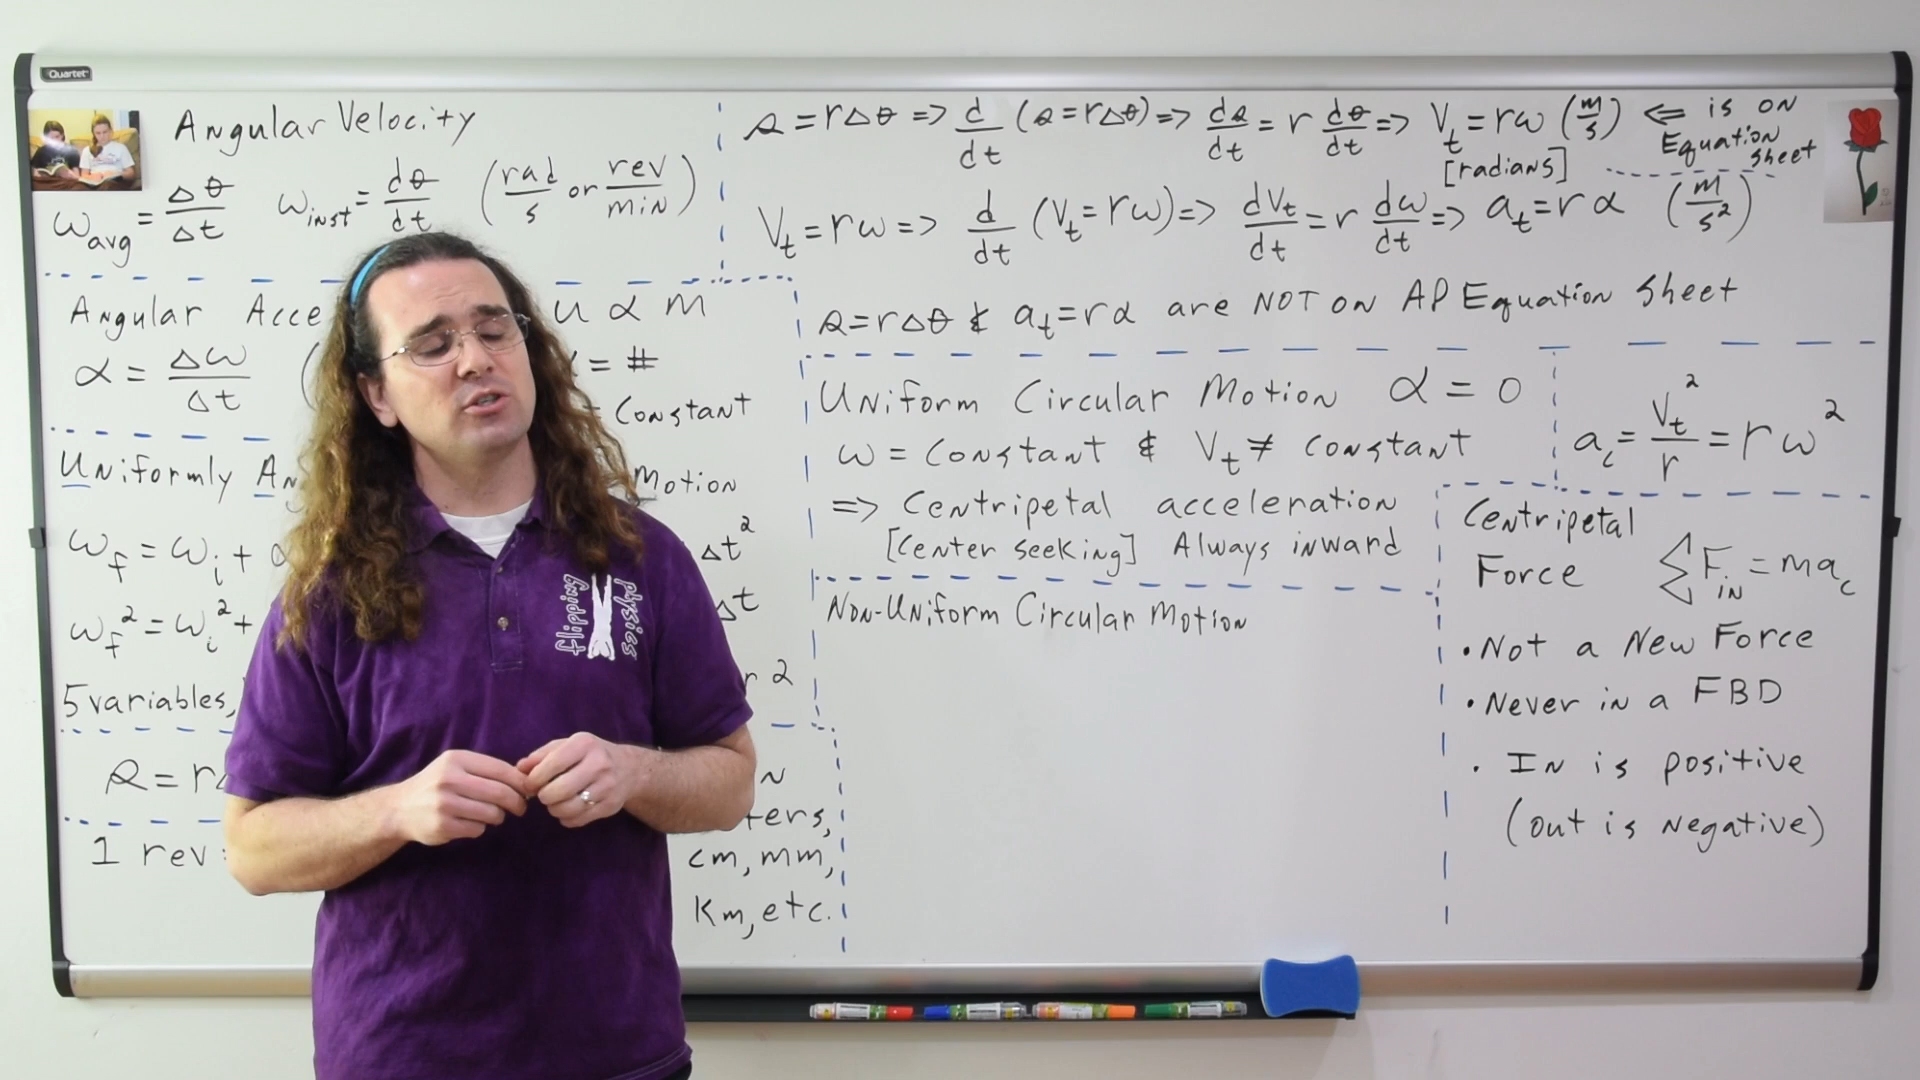 Quartet
Angular Velocity
ω_avg = Δθ/Δt   ω_inst = dθ/dt   (rad/s or rev/min)
Angular Acce
U α M
α = Δω/Δt (
= #
Constant
Uniformly Ang
Motion
ω_f = ω_i + α
Δt²
ω_f² = ω_i² +
Δt
5 variables,
r 2
s = rΔ
N
ters,
1 rev
cm, mm,
km, etc.
s = rΔθ => d/dt (s = rΔθ) => ds/dt = r dθ/dt => V_t = rω (m/s) <= is on
Equation
Sheet
[radians]
V_t = rω => d/dt (V_t = rω) => dV_t/dt = r dω/dt => a_t = rα (m/s²)
s = rΔθ & a_t = rα are NOT ON AP Equation Sheet
Uniform Circular Motion α = 0
ω = Constant & V_t ≠ constant
=> Centripetal acceleration
[Center Seeking] Always inward
a_c = V_t²/r = rω²
Non-Uniform Circular Motion
Centripetal
Force ΣF_IN = ma_c
• Not a New Force
• Never in a FBD
• IN is positive
(out is Negative)
flipping
physics